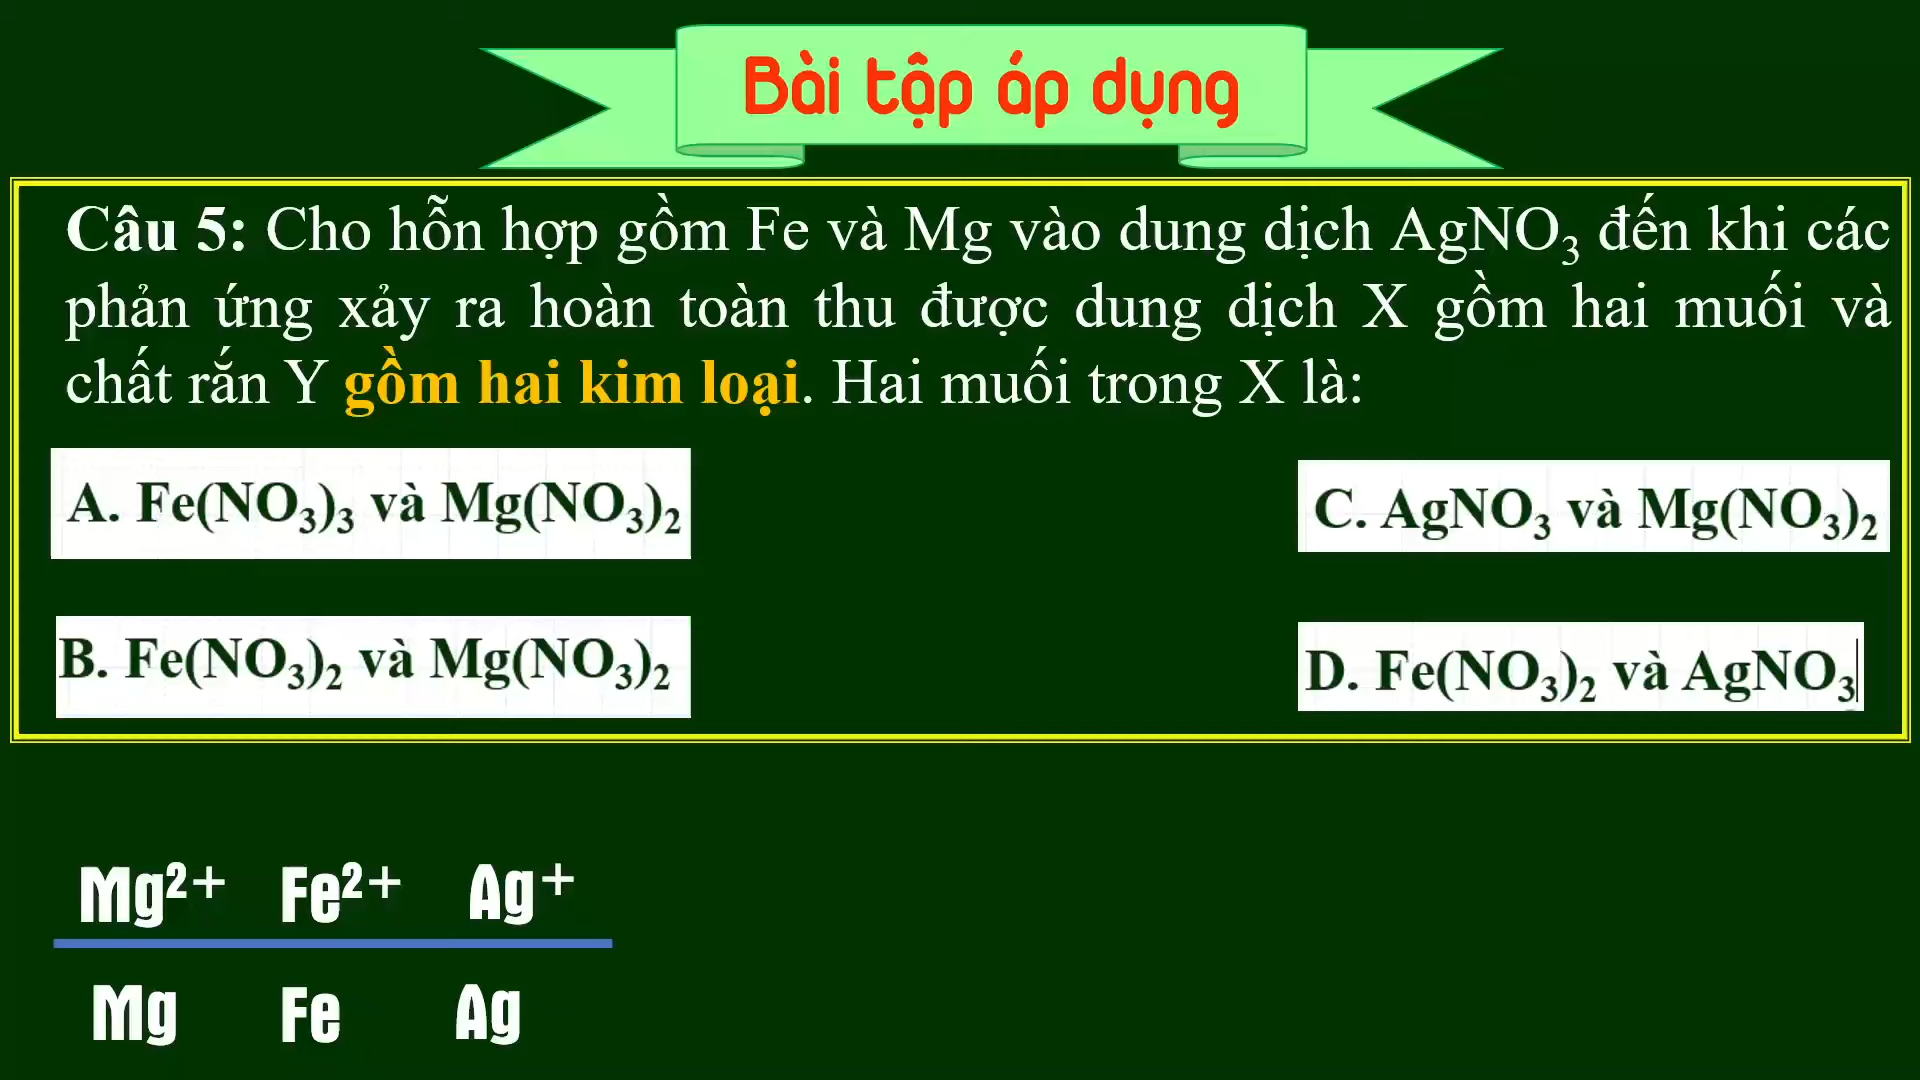 Bài tập áp dụng
Câu 5: Cho hỗn hợp gồm Fe và Mg vào dung dịch AgNO₃ đến khi các
phản ứng xảy ra hoàn toàn thu được dung dịch X gồm hai muối và
chất rắn Y gồm hai kim loại. Hai muối trong X là:
A. Fe(NO₃)₃ và Mg(NO₃)₂
C. AgNO₃ và Mg(NO₃)₂
B. Fe(NO₃)₂ và Mg(NO₃)₂
D. Fe(NO₃)₂ và AgNO₃
Mg²⁺ Fe²⁺ Ag⁺
Mg Fe Ag